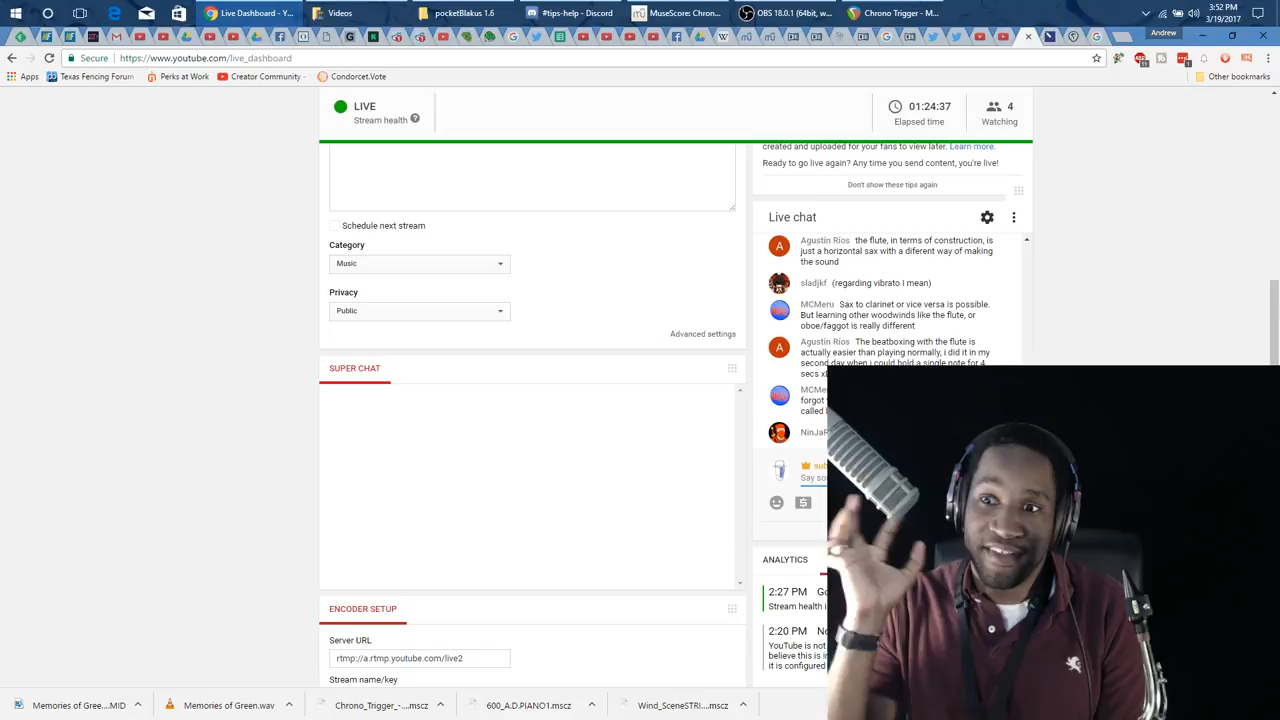 Live Dashboard - Y...
Videos
pocketBlakus 1.6
#tips-help - Discord
MuseScore: Chron...
OBS 18.0.1 (64bit, w...
Chrono Trigger - M...
3:52 PM
3/19/2017
Andrew
Secure
https://www.youtube.com/live_dashboard
Apps
Texas Fencing Forum
Perks at Work
Creator Community -
Condorcet.Vote
Other bookmarks
LIVE
Stream health
01:24:37
Elapsed time
4
Watching
created and uploaded for your fans to view later. Learn more.
Ready to go live again? Any time you send content, you're live!
Don't show these tips again
Schedule next stream
Category
Music
Privacy
Public
Advanced settings
SUPER CHAT
Live chat
Agustín Ríos the flute, in terms of construction, is
just a horizontal sax with a diferent way of making
the sound
sladjkf (regarding vibrato I mean)
MCMeru Sax to clarinet or vice versa is possible.
But learning other woodwinds like the flute, or
oboe/faggot is really different
Agustín Ríos The beatboxing with the flute is
actually easier than playing normally, i did it in my
second day when i could hold a single note for 4
secs
forgot
called
Say
ANALYTICS
2:27 PM
Stream health
2:20 PM
YouTube is not
believe this is
it is configured
ENCODER SETUP
Server URL
rtmp://a.rtmp.youtube.com/live2
Stream name/key
Memories of Gree....MID
Memories of Green.wav
Chrono_Trigger_-....mscz
600_A.D.PIANO1.mscz
Wind_SceneSTRI....mscz